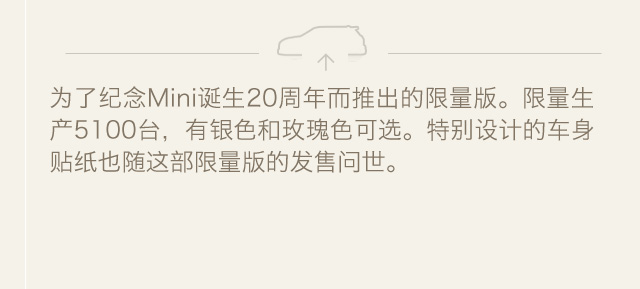 为了纪念Mini诞生20周年而推出的限量版。限量生
产5100台，有银色和玫瑰色可选。特别设计的车身
贴纸也随这部限量版的发售问世。